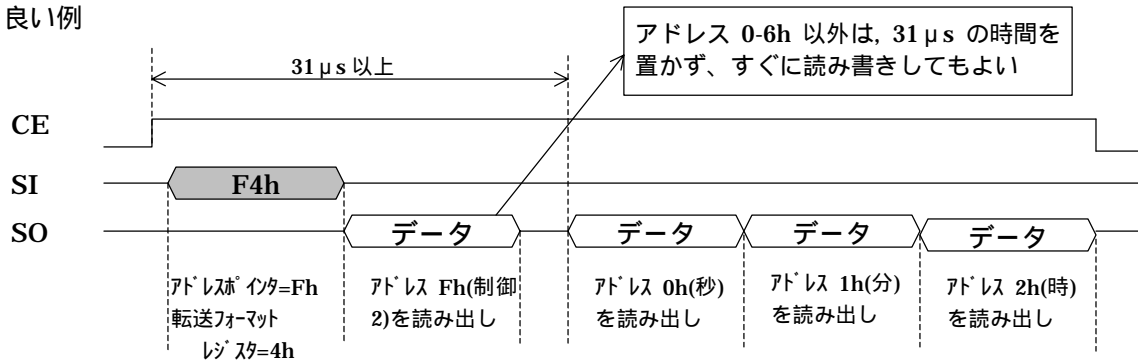 良い例
アドレス 0-6h 以外は, 31μs の時間を
置かず、すぐに読み書きしてもよい
31μs 以上
CE
SI
F4h
SO
データ
データ
データ
データ
ｱﾄﾞﾚｽﾎﾟｲﾝﾀ=Fh
転送ﾌｫｰﾏｯﾄ
ﾚｼﾞｽﾀ=4h
ｱﾄﾞﾚｽ Fh(制御
2)を読み出し
ｱﾄﾞﾚｽ 0h(秒)
を読み出し
ｱﾄﾞﾚｽ 1h(分)
を読み出し
ｱﾄﾞﾚｽ 2h(時)
を読み出し